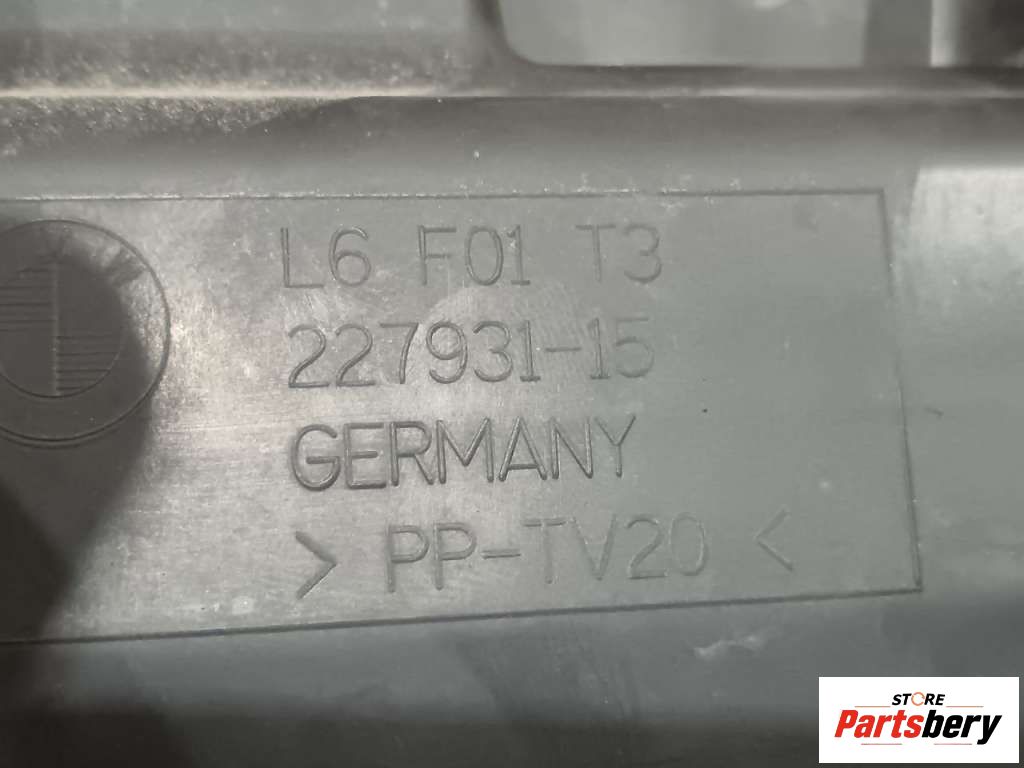 L6 F01 T3
227931-15
GERMANY
> PP-TV20 <
STORE
Partsbery